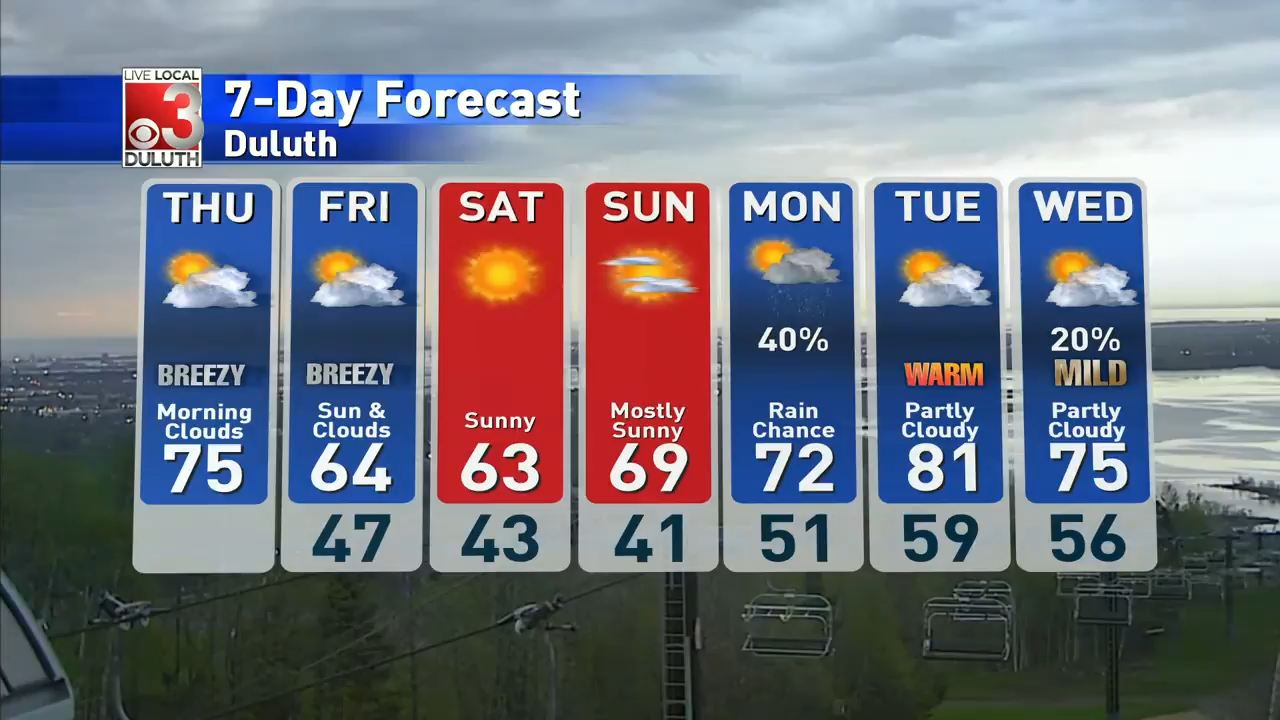 LIVE LOCAL
3
DULUTH
7-Day Forecast
Duluth
THU
BREEZY
Morning
Clouds
75
FRI
BREEZY
Sun &
Clouds
64
47
SAT
Sunny
63
43
SUN
Mostly
Sunny
69
41
MON
40%
Rain
Chance
72
51
TUE
WARM
Partly
Cloudy
81
59
WED
20%
MILD
Partly
Cloudy
75
56